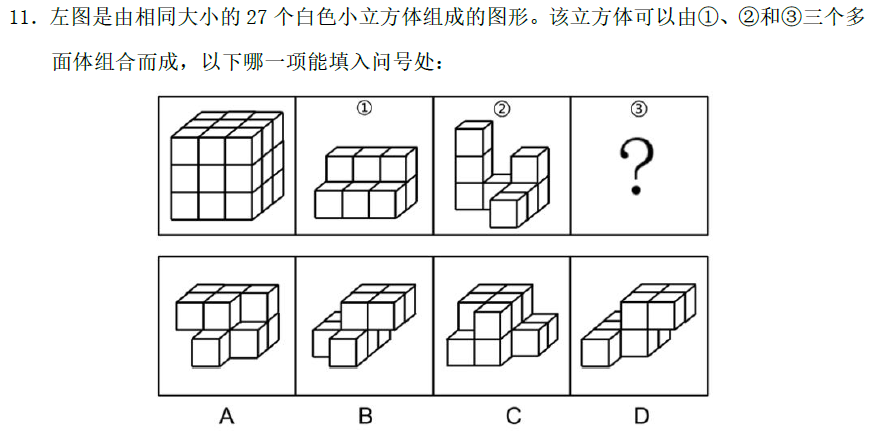 11. 左图是由相同大小的 27 个白色小立方体组成的图形。该立方体可以由①、②和③三个多
面体组合而成，以下哪一项能填入问号处：
① ② ③
?
A B C D